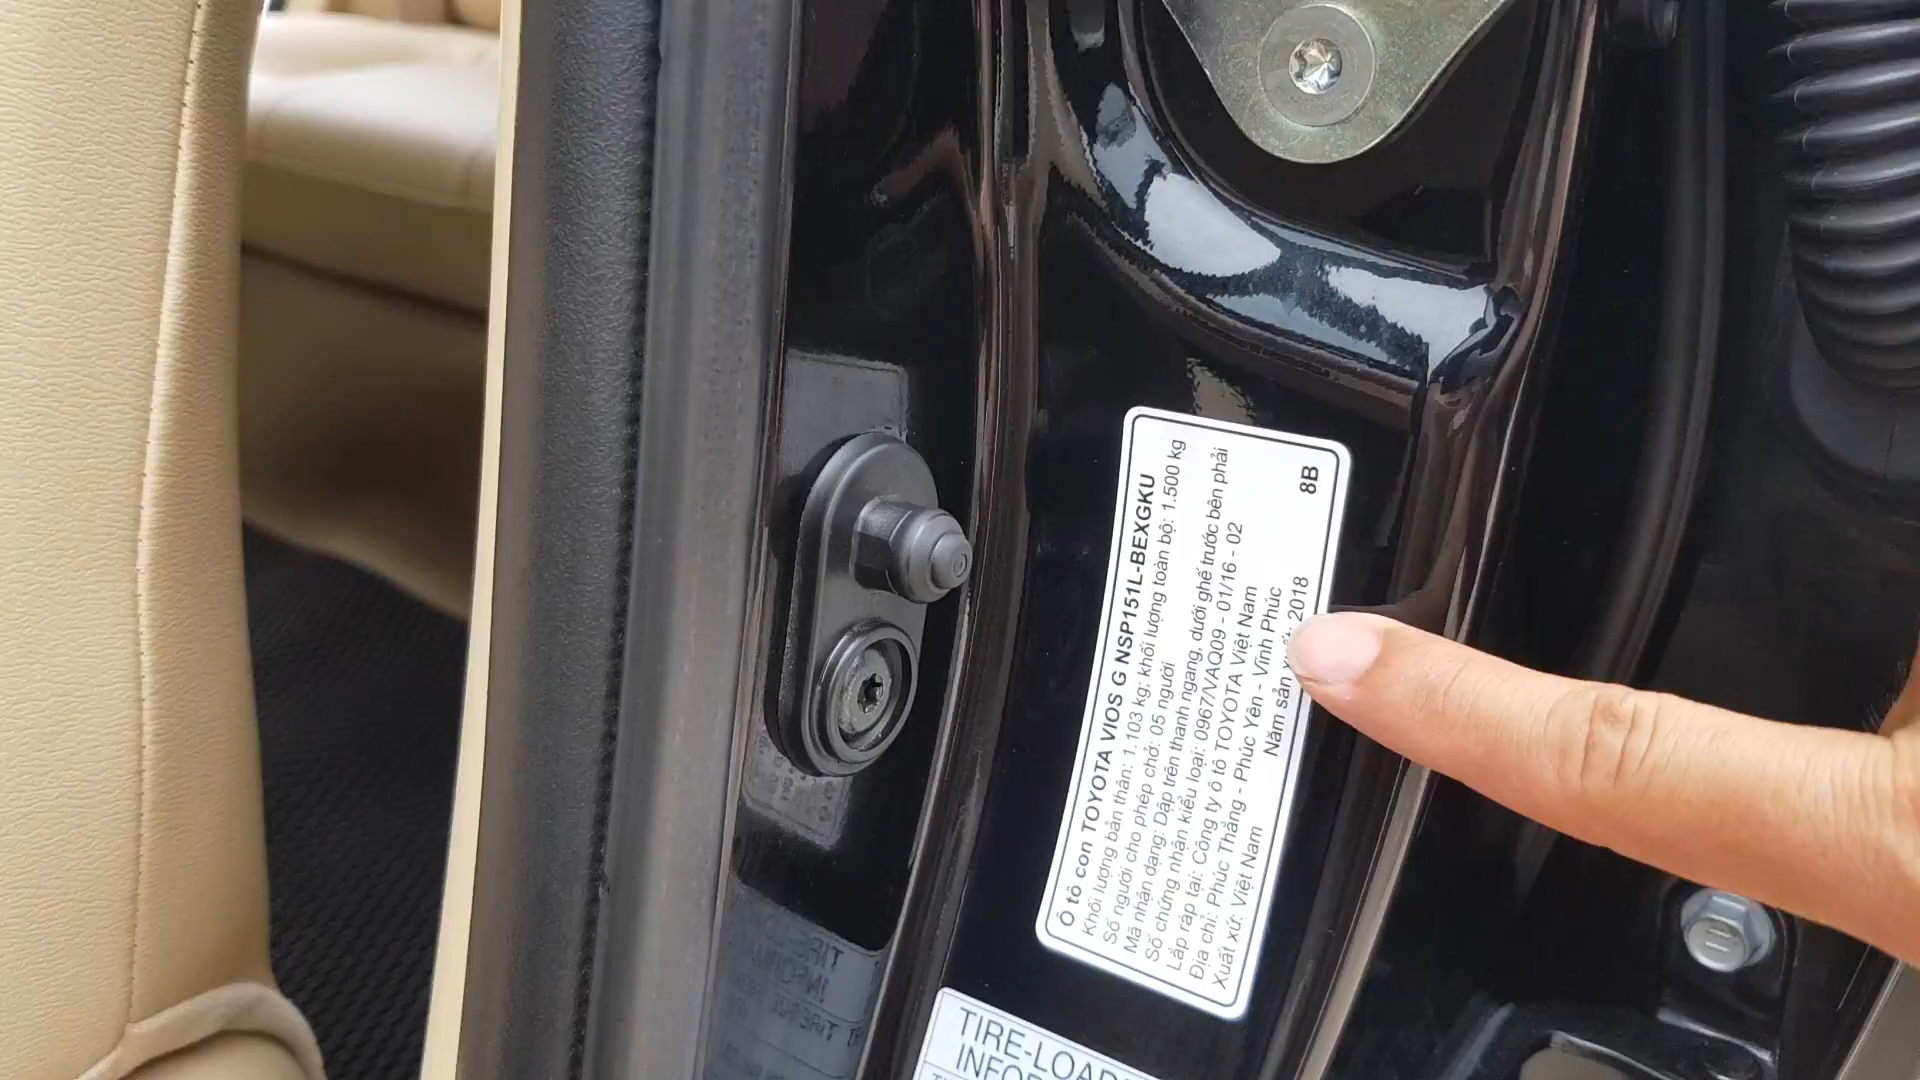 Ô tô con TOYOTA VIOS G NSP151L-BEXGKU
Khối lượng bản thân: 1.103 kg; khối lượng toàn bộ: 1.500 kg
Số người cho phép chở: 05 người
Mã nhận dạng: Dập trên thanh ngang, dưới ghế trước bên phải
Số chứng nhận kiểu loại: 0967/VAQ09 - 01/16 - 02
Lắp ráp tại: Công ty ô tô TOYOTA Việt Nam
Địa chỉ: Phúc Thắng - Phúc Yên - Vĩnh Phúc
Xuất xứ: Việt Nam Năm sản xuất: 2018
8B
TIRE-LOAD